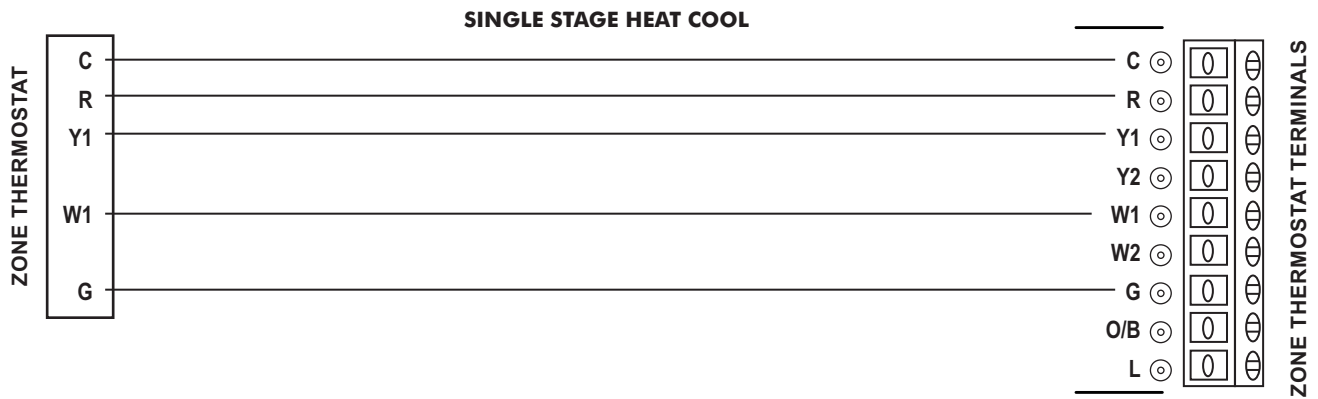 SINGLE STAGE HEAT COOL
ZONE THERMOSTAT
C
R
Y1
W1
G
C
R
Y1
Y2
W1
W2
G
O/B
L
ZONE THERMOSTAT TERMINALS